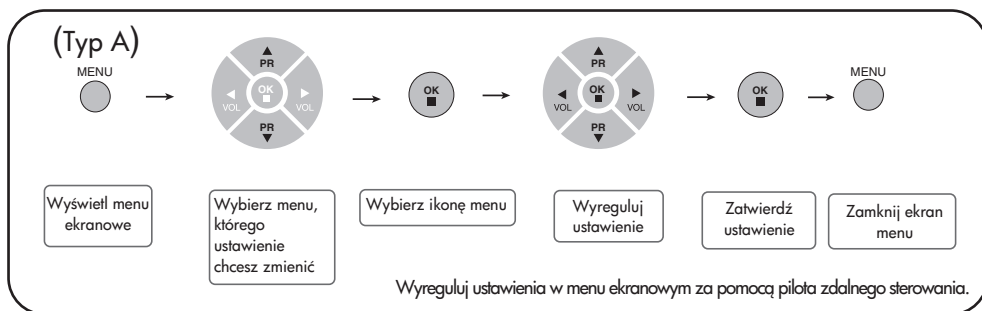 (Typ A)
MENU
PR
VOL
OK
VOL
PR
OK
PR
VOL
OK
VOL
PR
OK
MENU
Wyświetl menu
ekranowe
Wybierz menu,
którego
ustawienie
chcesz zmienić
Wybierz ikonę menu
Wyreguluj
ustawienie
Zatwierdź
ustawienie
Zamknij ekran
menu
Wyreguluj ustawienia w menu ekranowym za pomocą pilota zdalnego sterowania.